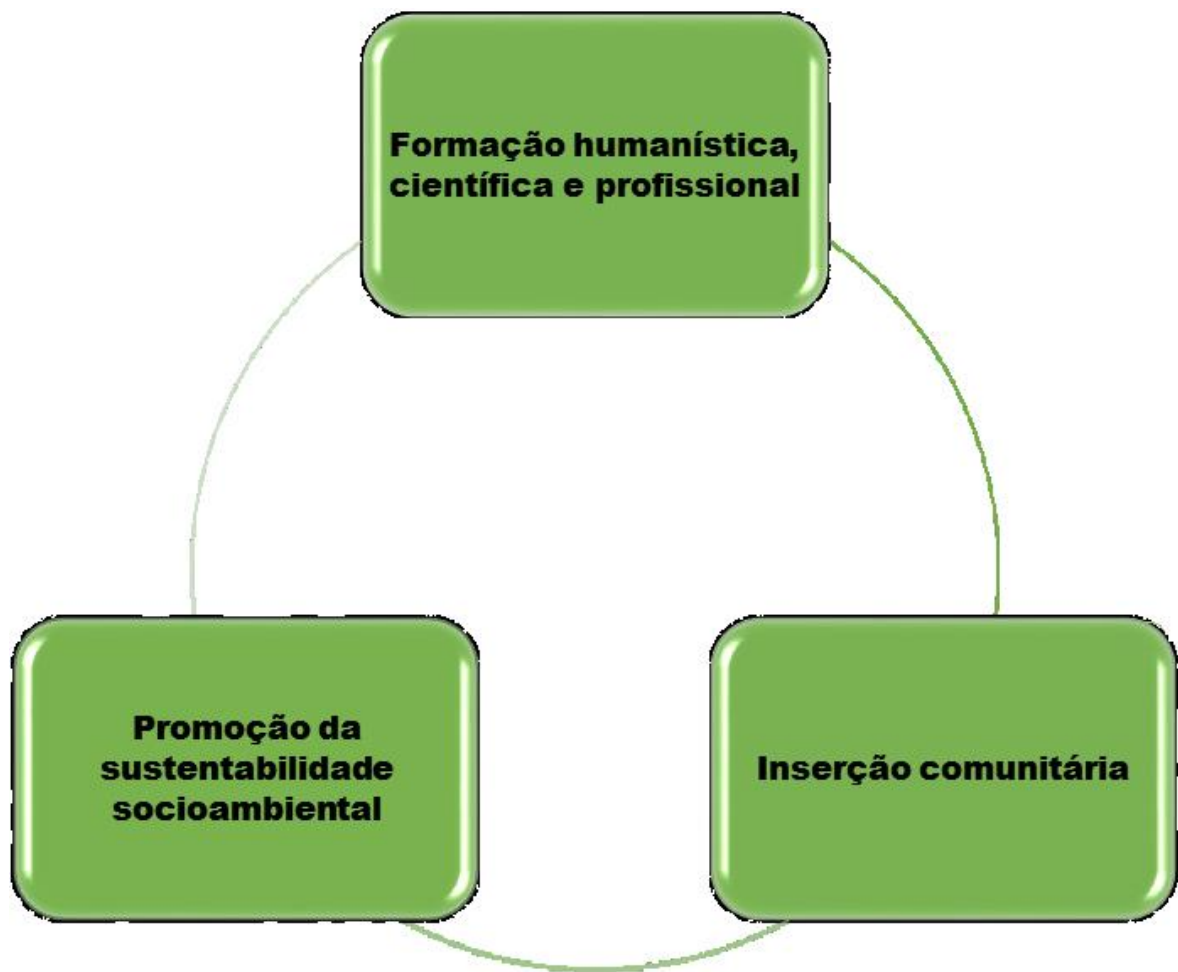 Formação humanística,
científica e profissional
Promoção da
sustentabilidade
socioambiental
Inserção comunitária